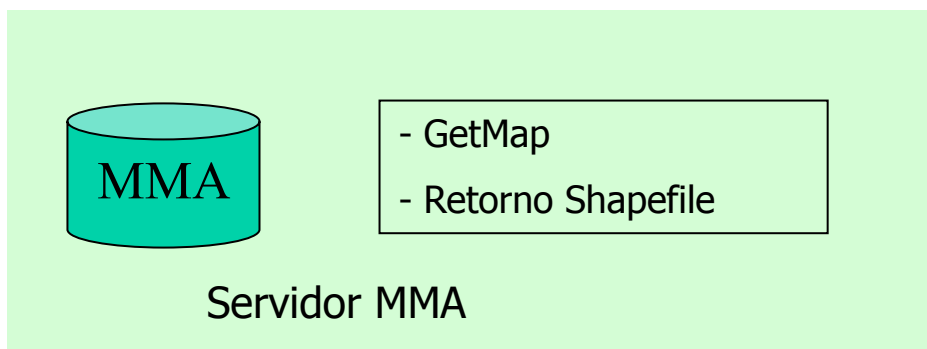 MMA
- GetMap
- Retorno Shapefile
Servidor MMA